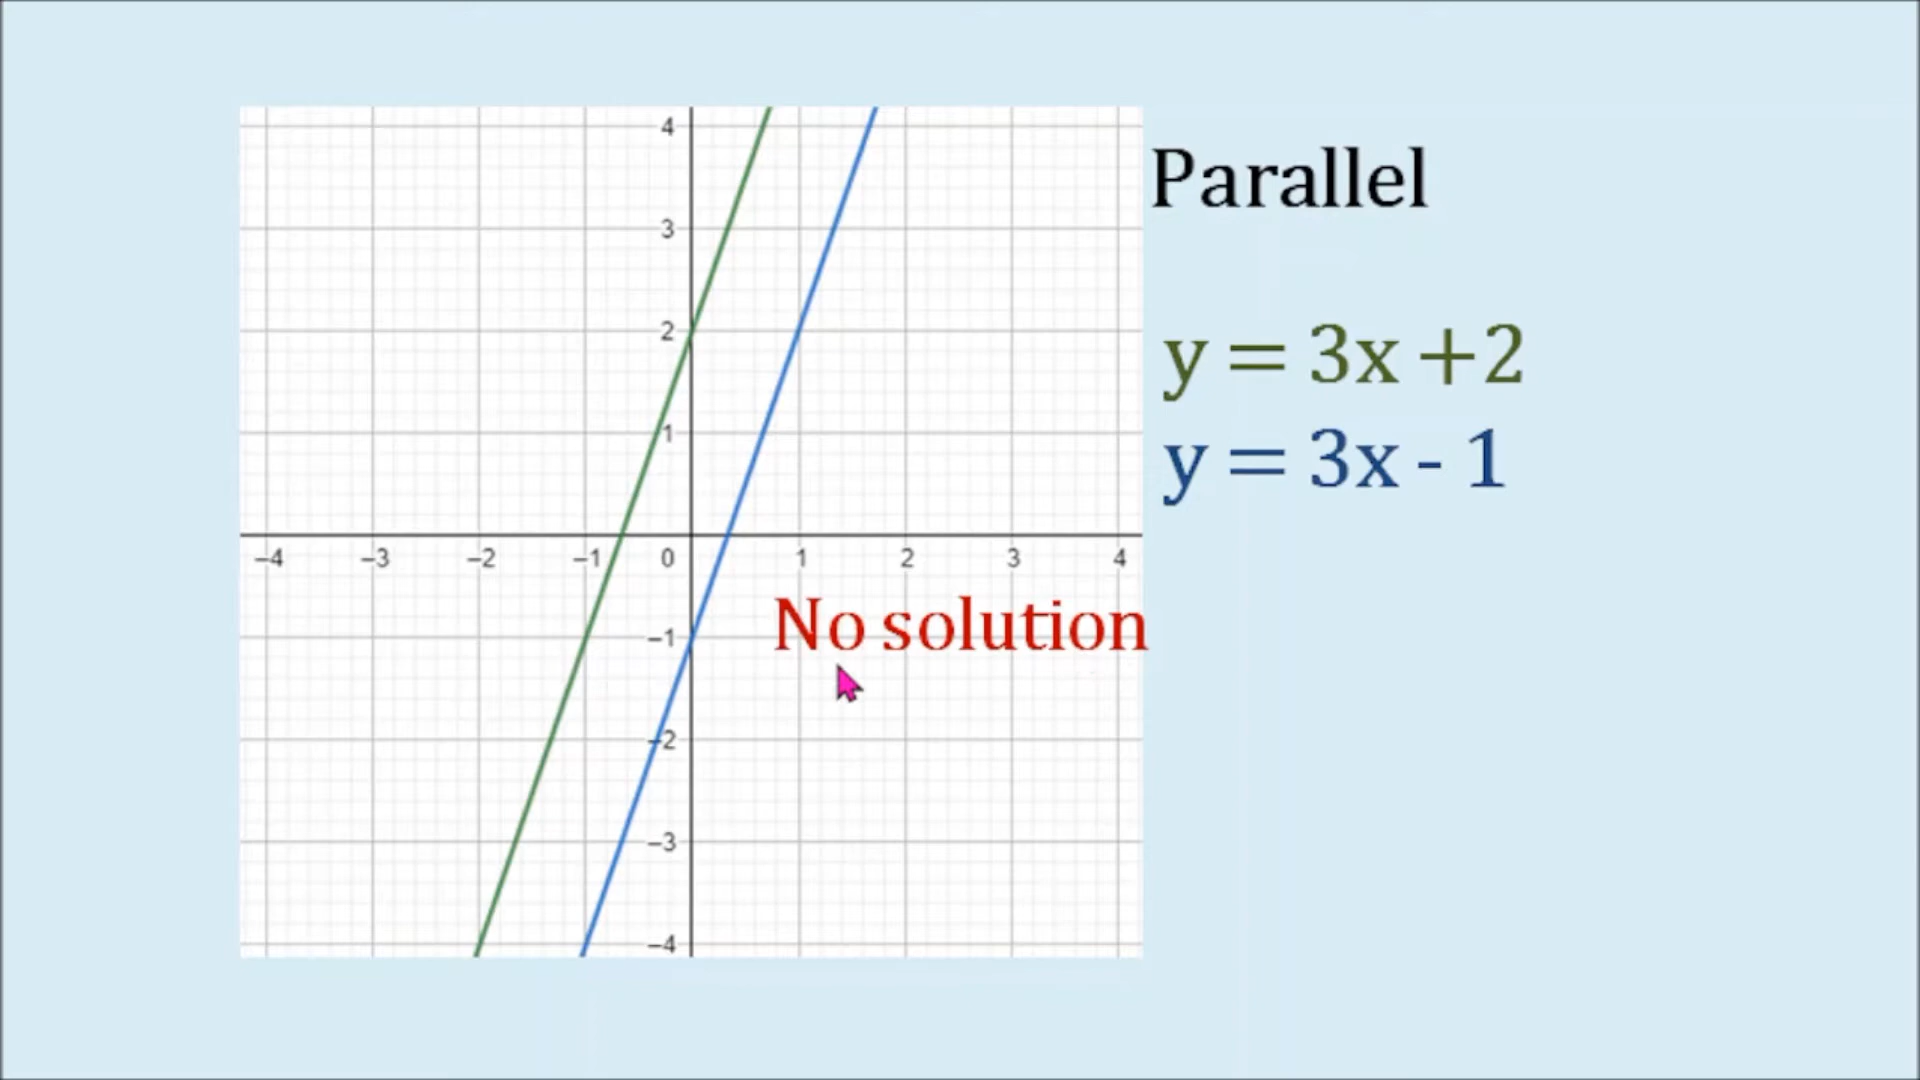 Parallel
y = 3x +2
y = 3x - 1
4
3
2
1
–4 –3 –2 –1 0 1 2 3 4
No solution
–1
–2
–3
–4